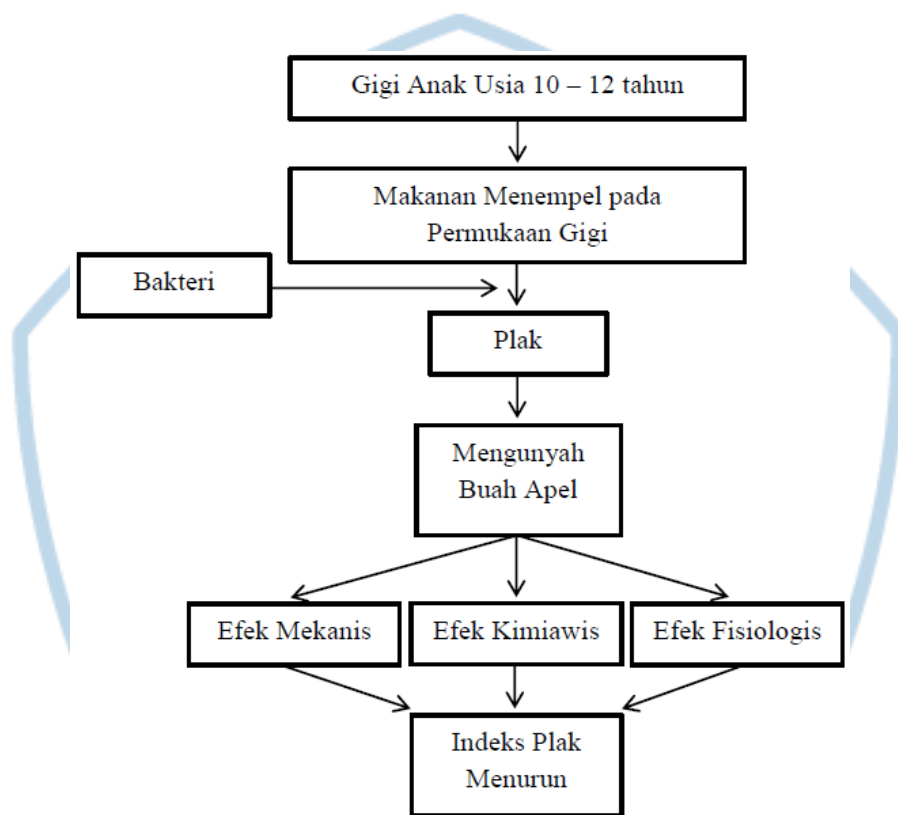 Gigi Anak Usia 10 – 12 tahun
Makanan Menempel pada
Permukaan Gigi
Bakteri
Plak
Mengunyah
Buah Apel
Efek Mekanis
Efek Kimiawis
Efek Fisiologis
Indeks Plak
Menurun